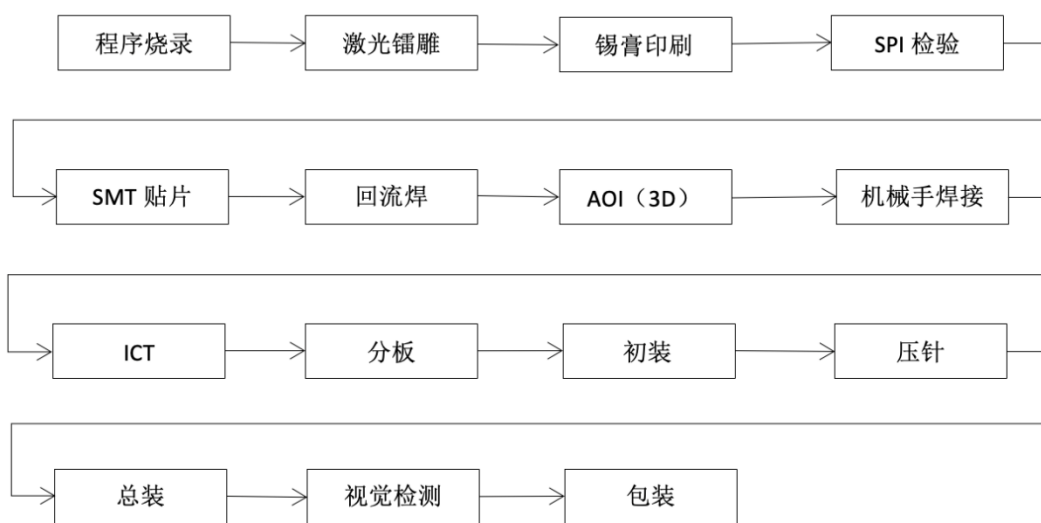 程序烧录
激光镭雕
锡膏印刷
SPI 检验
SMT 贴片
回流焊
AOI（3D）
机械手焊接
ICT
分板
初装
压针
总装
视觉检测
包装